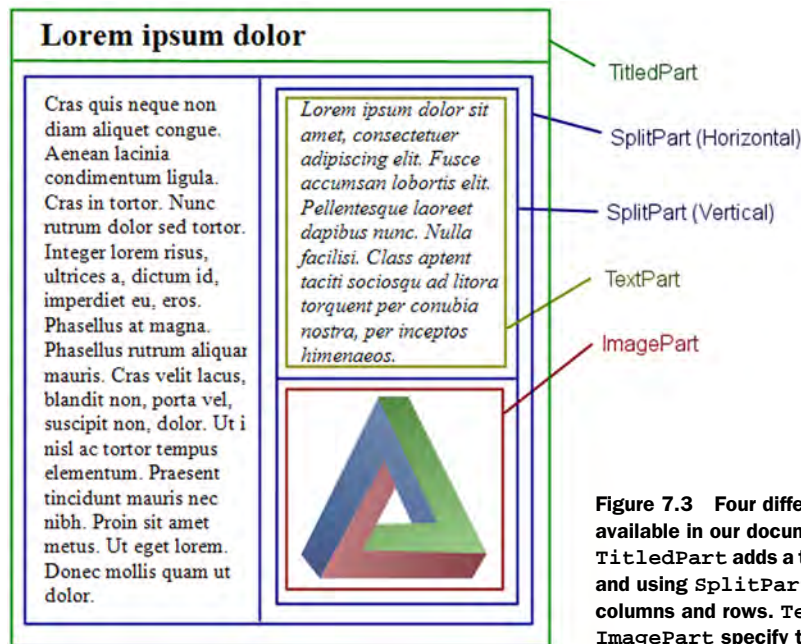 Lorem ipsum dolor
Cras quis neque non
diam aliquet congue.
Aenean lacinia
condimentum ligula.
Cras in tortor. Nunc
rutrum dolor sed tortor.
Integer lorem risus,
ultrices a, dictum id,
imperdiet eu, eros.
Phasellus at magna.
Phasellus rutrum aliquar
mauris. Cras velit lacus,
blandit non, porta vel,
suscipit non, dolor. Ut i
nisl ac tortor tempus
elementum. Praesent
tincidunt mauris nec
nibh. Proin sit amet
metus. Ut eget lorem.
Donec mollis quam ut
dolor.
Lorem ipsum dolor sit
amet, consectetuer
adipiscing elit. Fusce
accumsan lobortis elit.
Pellentesque laoreet
dapibus nunc. Nulla
facilisi. Class aptent
taciti sociosqu ad litora
torquent per conubia
nostra, per inceptos
himenaeos.
TitledPart
SplitPart (Horizontal)
SplitPart (Vertical)
TextPart
ImagePart
Figure 7.3 Four diffe
available in our docum
TitledPart adds a t
and using SplitPar
columns and rows. Te
ImagePart specify t